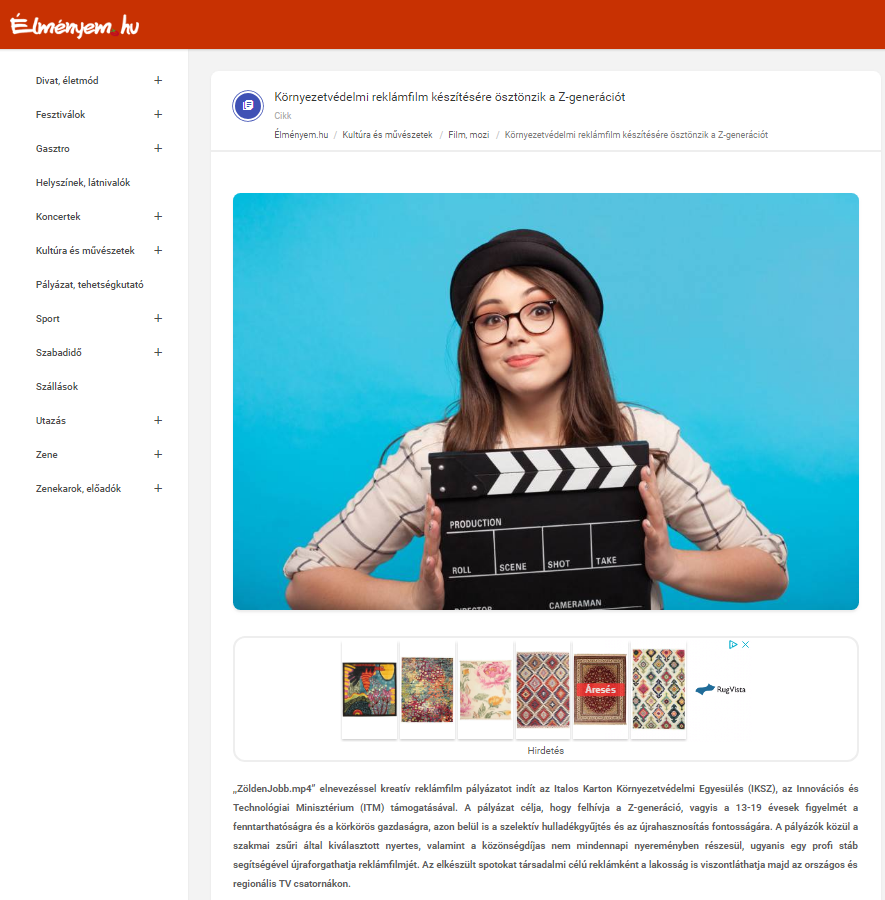 Élményem.hu
Divat, életmód
Fesztiválok
Gasztro
Helyszínek, látnivalók
Koncertek
Kultúra és művészetek
Pályázat, tehetségkutató
Sport
Szabadidő
Szállások
Utazás
Zene
Zenekarok, előadók
Környezetvédelmi reklámfilm készítésére ösztönzik a Z-generációt
Cikk
Élményem.hu / Kultúra és művészetek / Film, mozi / Környezetvédelmi reklámfilm készítésére ösztönzik a Z-generációt
PRODUCTION
ROLL SCENE SHOT TAKE
DIRECTOR CAMERAMAN
Áresés
RugVista
Hirdetés
„ZöldenJobb.mp4” elnevezéssel kreatív reklámfilm pályázatot indít az Italos Karton Környezetvédelmi Egyesülés (IKSZ), az Innovációs és
Technológiai Minisztérium (ITM) támogatásával. A pályázat célja, hogy felhívja a Z-generáció, vagyis a 13-19 évesek figyelmét a
fenntarthatóságra és a körkörös gazdaságra, azon belül is a szelektív hulladékgyűjtés és az újrahasznosítás fontosságára. A pályázók közül a
szakmai zsűri által kiválasztott nyertes, valamint a közönségdíjas nem mindennapi nyereményben részesül, ugyanis egy profi stáb
segítségével újraforgathatja reklámfilmjét. Az elkészült spotokat társadalmi célú reklámként a lakosság is viszontláthatja majd az országos és
regionális TV csatornákon.